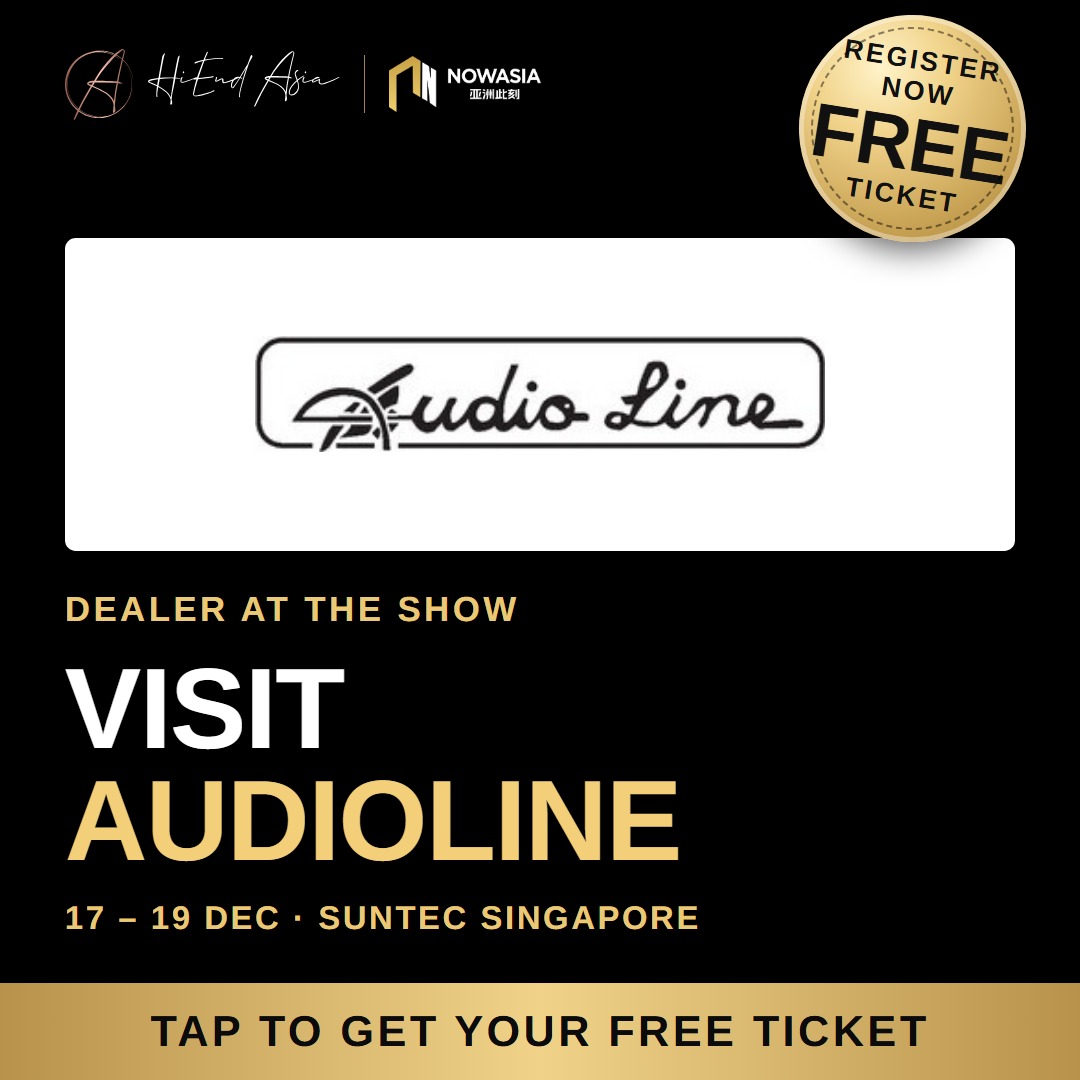 HiEnd Asia
NOWASIA
亚洲此刻
REGISTER
NOW
FREE
TICKET
Audio Line
DEALER AT THE SHOW
VISIT
AUDIOLINE
17 – 19 DEC · SUNTEC SINGAPORE
TAP TO GET YOUR FREE TICKET